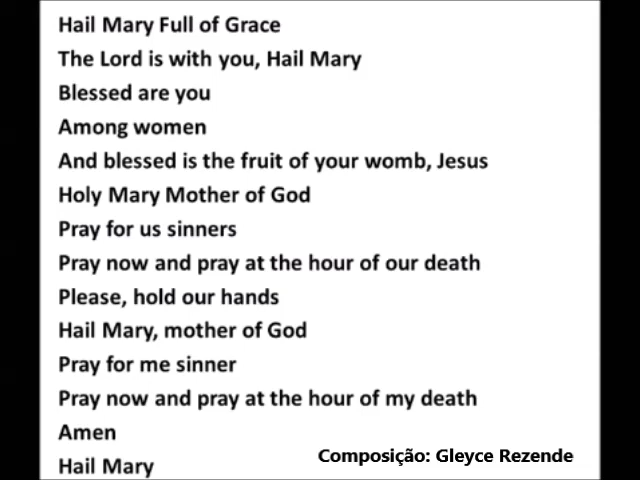 Hail Mary Full of Grace
The Lord is with you, Hail Mary
Blessed are you
Among women
And blessed is the fruit of your womb, Jesus
Holy Mary Mother of God
Pray for us sinners
Pray now and pray at the hour of our death
Please, hold our hands
Hail Mary, mother of God
Pray for me sinner
Pray now and pray at the hour of my death
Amen
Hail Mary
Composição: Gleyce Rezende